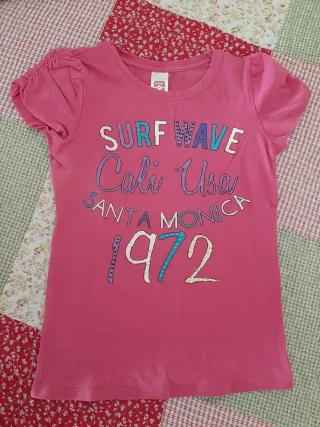 SURF WAVE
Cali Usa
SANTA MONICA
1972